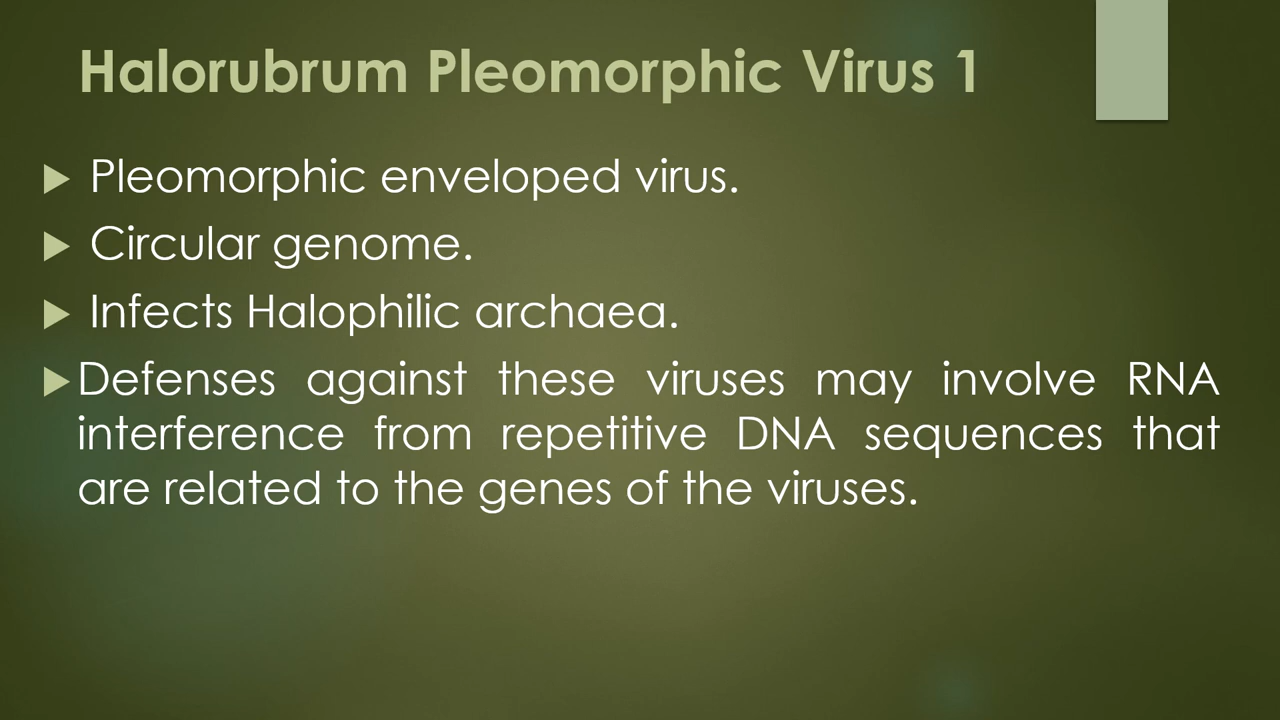 Halorubrum Pleomorphic Virus 1
Pleomorphic enveloped virus.
Circular genome.
Infects Halophilic archaea.
Defenses against these viruses may involve RNA
interference from repetitive DNA sequences that
are related to the genes of the viruses.